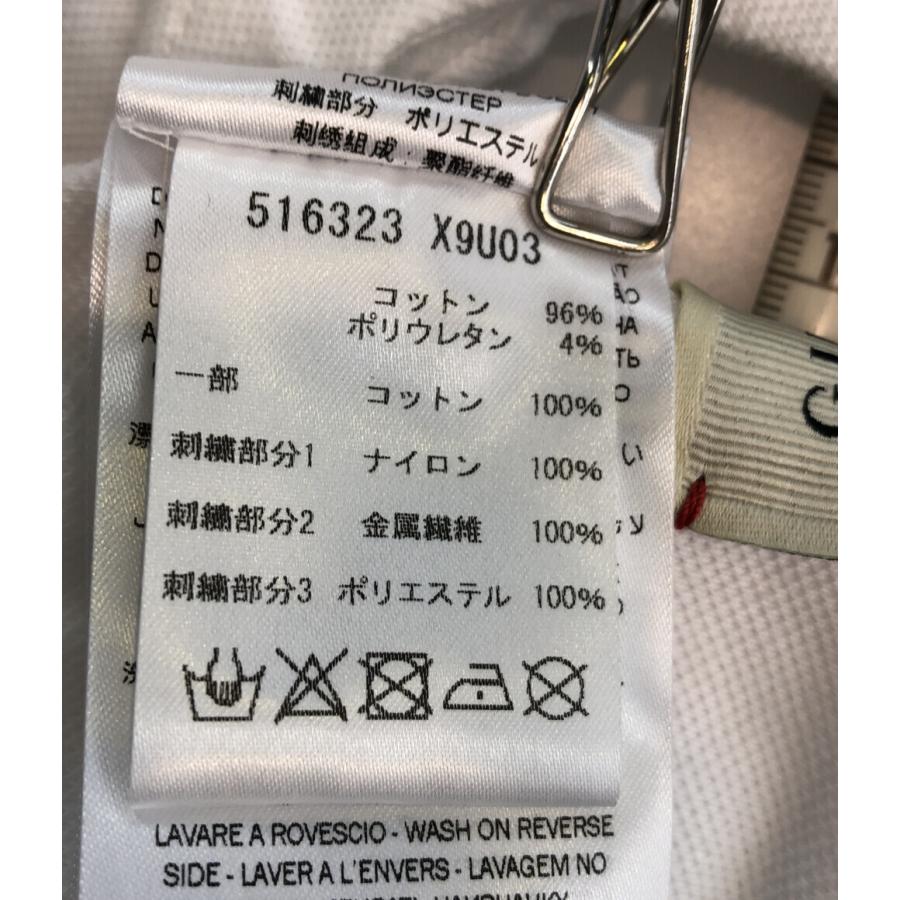 ПОЛИЭСТЕР
刺繍部分 ポリエステル
刺绣组成：聚酯纤维
516323 X9U03
コットン 96%
ポリウレタン 4%
一部 コットン 100%
刺繍部分1 ナイロン 100%
刺繍部分2 金属繊維 100%
刺繍部分3 ポリエステル 100%
LAVARE A ROVESCIO - WASH ON REVERSE
SIDE - LAVER A L'ENVERS - LAVAGEM NO